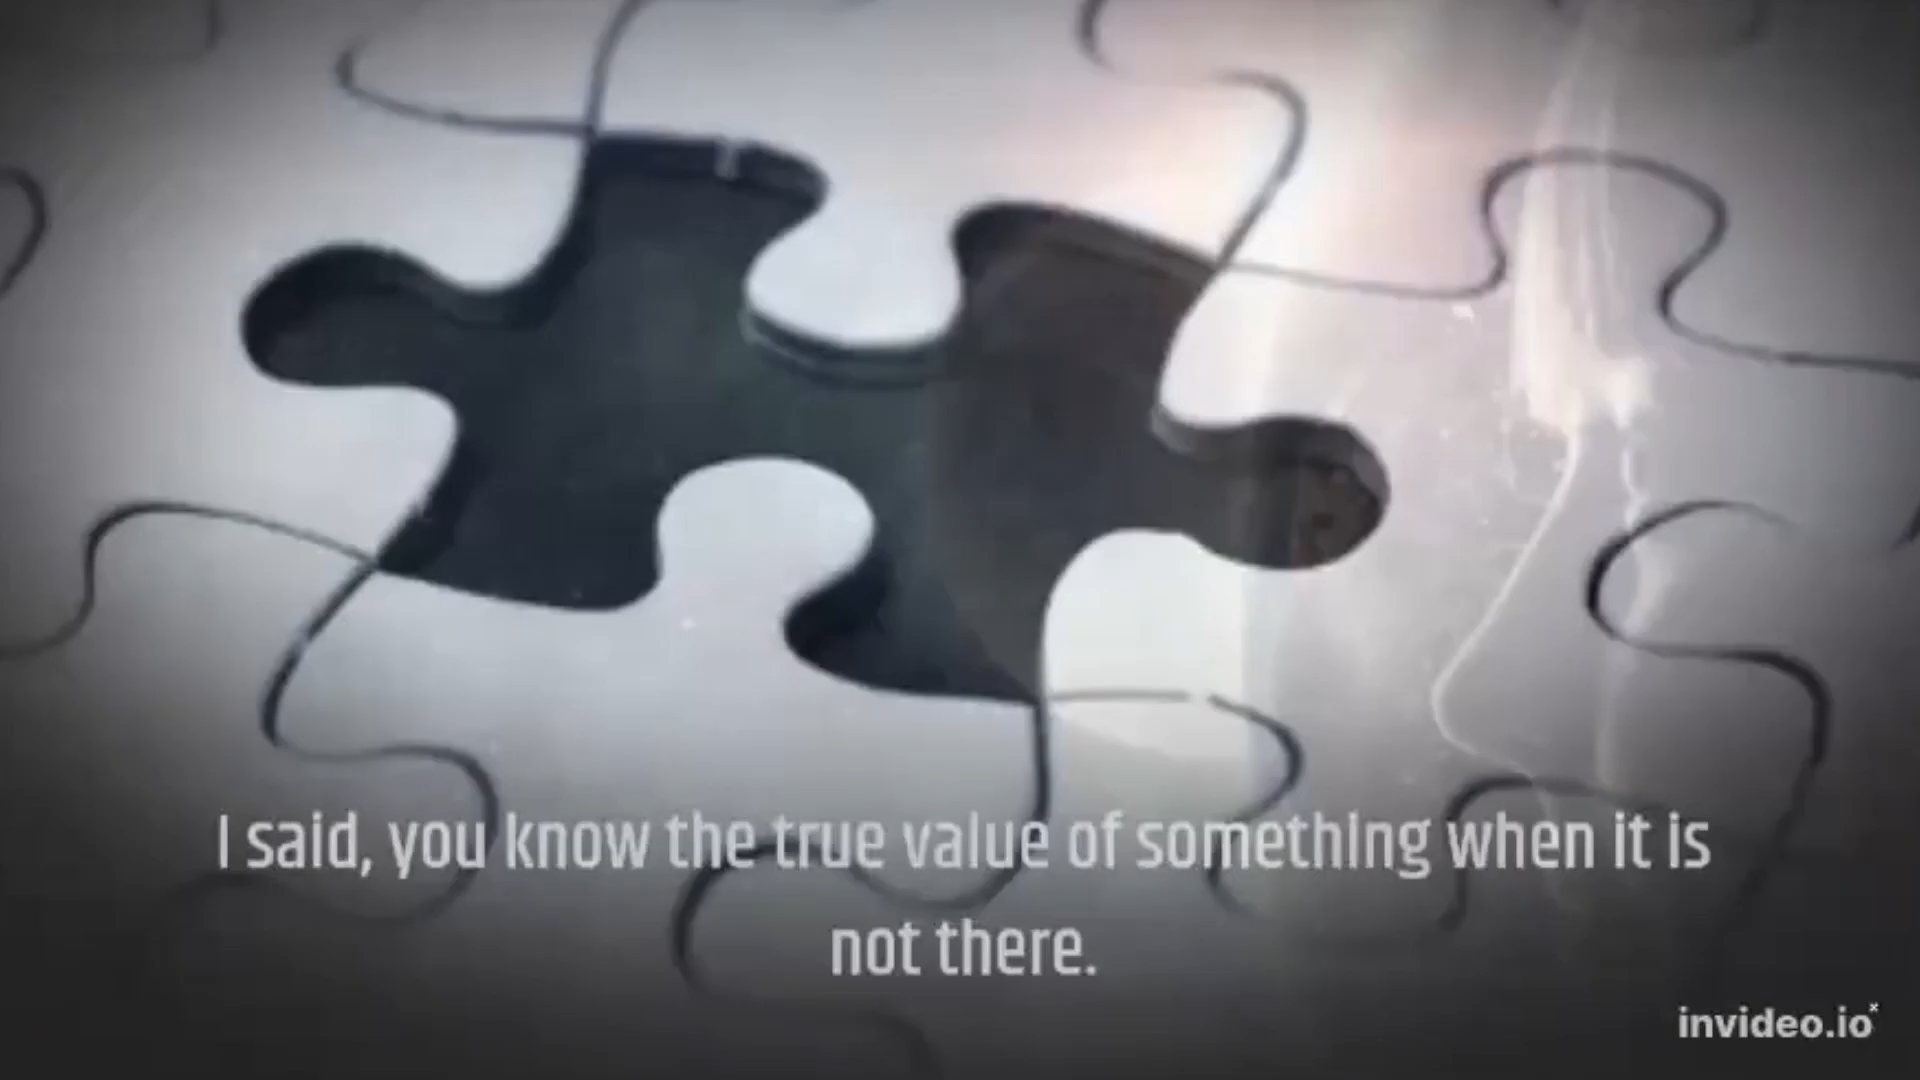 I said, you know the true value of something when it is
not there.
invideo.io